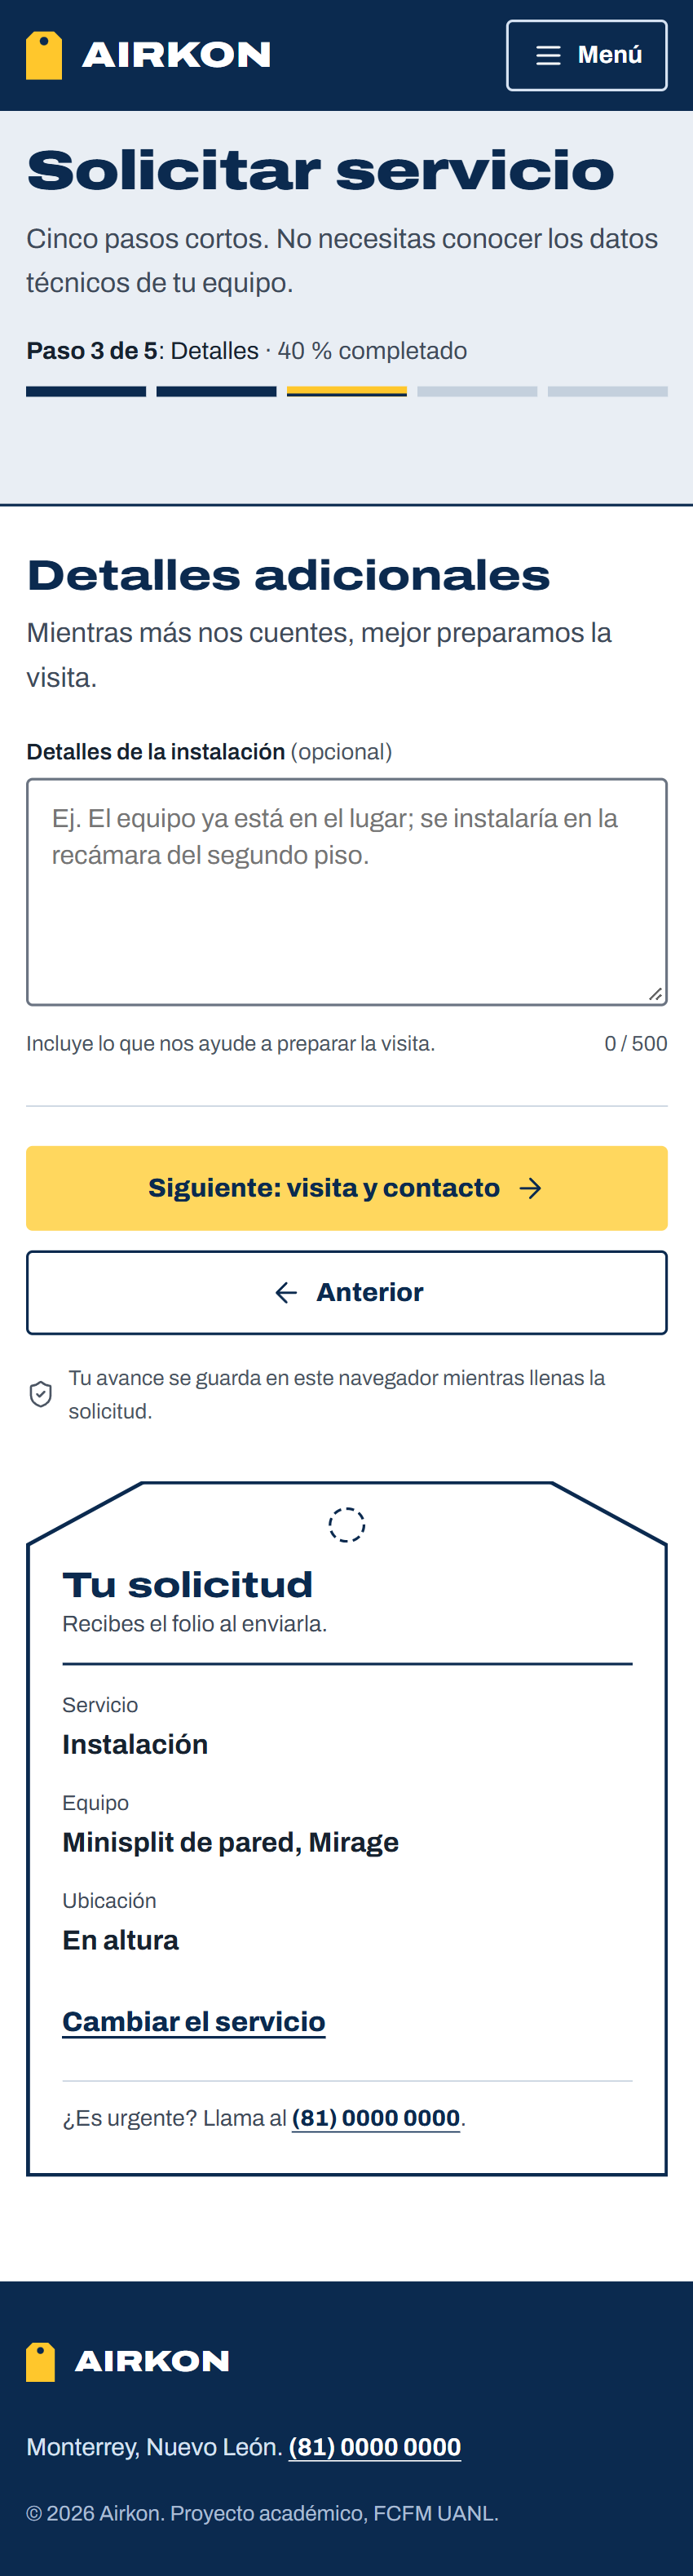 AIRKON
Menú
Solicitar servicio
Cinco pasos cortos. No necesitas conocer los datos
técnicos de tu equipo.
Paso 3 de 5: Detalles · 40 % completado
Detalles adicionales
Mientras más nos cuentes, mejor preparamos la
visita.
Detalles de la instalación (opcional)
Ej. El equipo ya está en el lugar; se instalaría en la
recámara del segundo piso.
Incluye lo que nos ayude a preparar la visita.
0 / 500
Siguiente: visita y contacto
Anterior
Tu avance se guarda en este navegador mientras llenas la
solicitud.
Tu solicitud
Recibes el folio al enviarla.
Servicio
Instalación
Equipo
Minisplit de pared, Mirage
Ubicación
En altura
Cambiar el servicio
¿Es urgente? Llama al (81) 0000 0000.
AIRKON
Monterrey, Nuevo León. (81) 0000 0000
© 2026 Airkon. Proyecto académico, FCFM UANL.